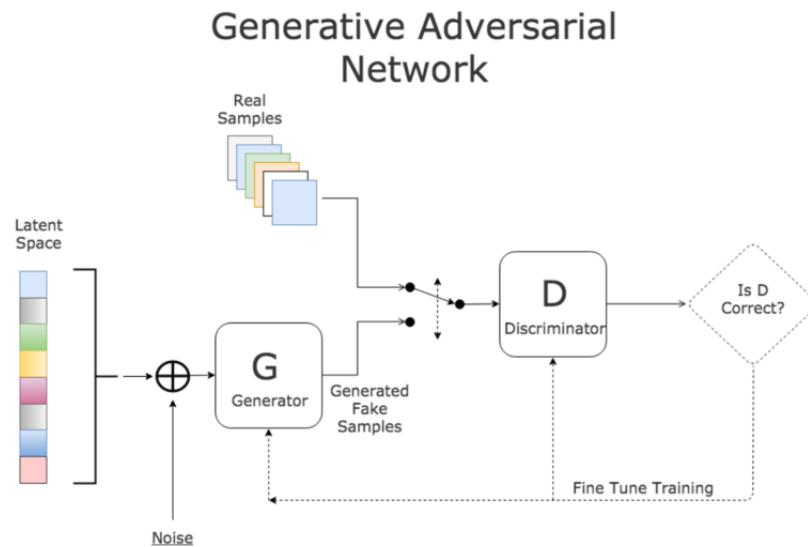 Generative Adversarial
Network
Real
Samples
Latent
Space
G
Generator
Generated
Fake
Samples
D
Discriminator
Is D
Correct?
Fine Tune Training
Noise